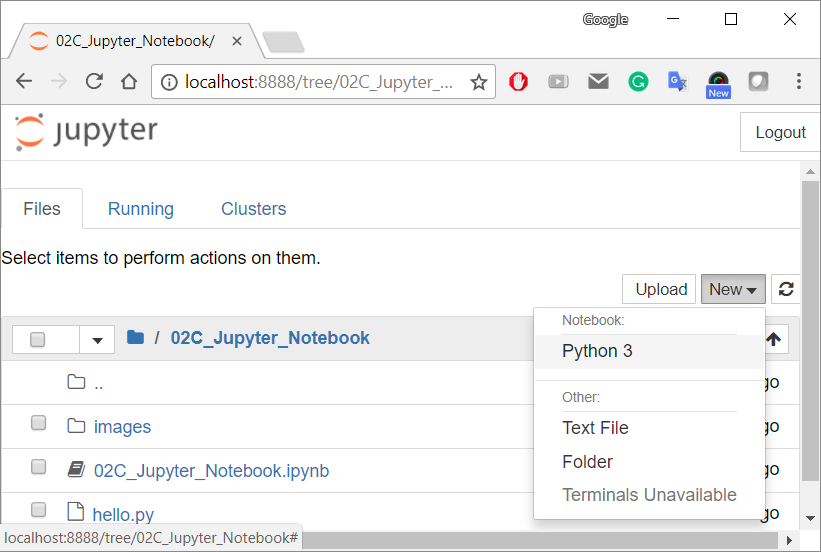 Google
02C_Jupyter_Notebook/
localhost:8888/tree/02C_Jupyter_...
New
jupyter
Logout
Files
Running
Clusters
Select items to perform actions on them.
Upload
New
/ 02C_Jupyter_Notebook
Notebook:
Python 3
Other:
Text File
Folder
Terminals Unavailable
..
go
images
go
02C_Jupyter_Notebook.ipynb
go
hello.py
go
localhost:8888/tree/02C_Jupyter_Notebook#